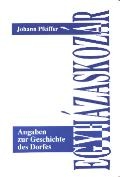 Johann Pfeiffer
EGYHÁZASKOZÁR
Angaben
zur Geschichte
des Dorfes